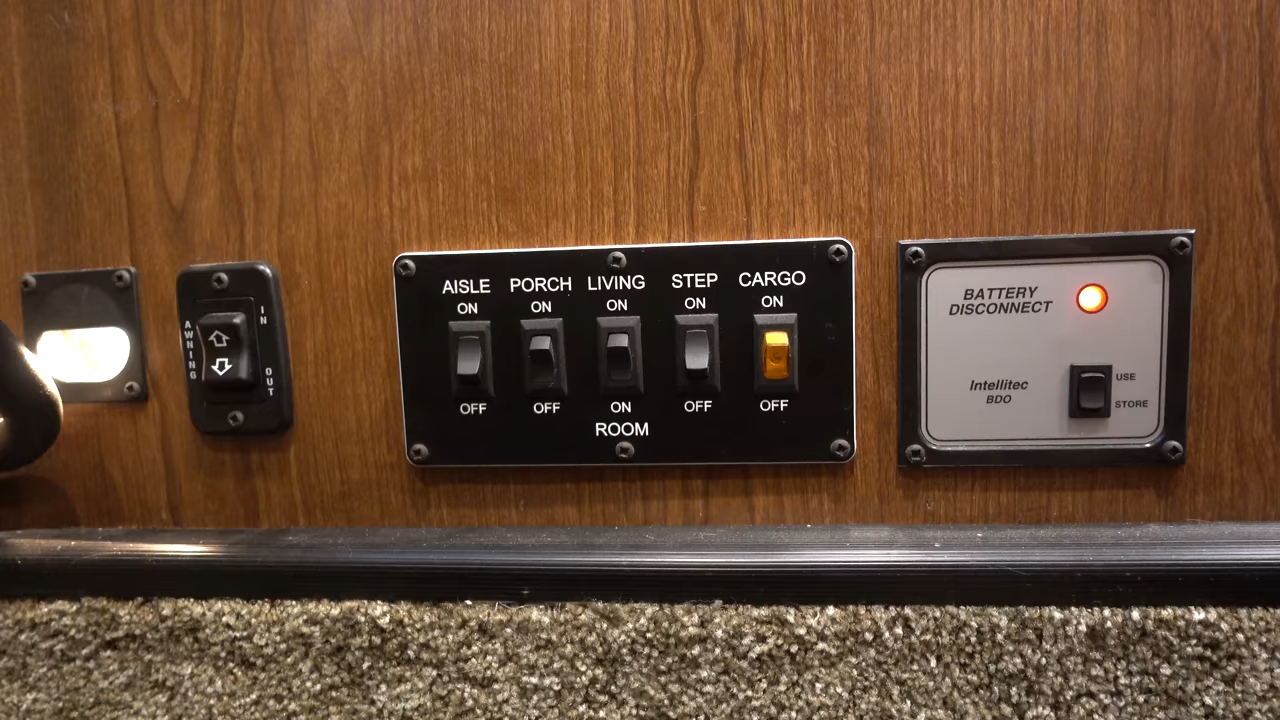 AWNING
IN
OUT
AISLE PORCH LIVING STEP CARGO
ON ON ON ON ON
OFF OFF ON OFF OFF
ROOM
BATTERY
DISCONNECT
Intellitec
BDO
USE
STORE